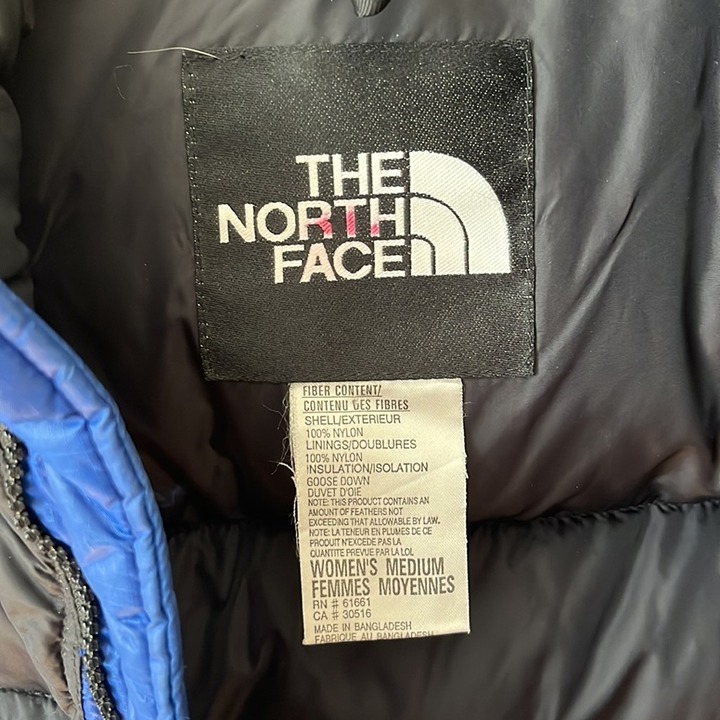 THE
NORTH
FACE
FIBER CONTENT/
CONTENU DES FIBRES
SHELL/EXTERIEUR
100% NYLON
LININGS/DOUBLURES
100% NYLON
INSULATION/ISOLATION
GOOSE DOWN
DUVET D'OIE
NOTE: THIS PRODUCT CONTAINS AN
AMOUNT OF FEATHERS NOT
EXCEEDING THAT ALLOWABLE BY LAW.
NOTE: LA TENEUR EN PLUMES DE CE
PRODUIT N'EXCEDE PAS LA
QUANTITE PREVUE PAR LA LOI.
WOMEN'S MEDIUM
FEMMES MOYENNES
RN # 61661
CA # 30516
MADE IN BANGLADESH
FABRIQUE AU BANGLADESH